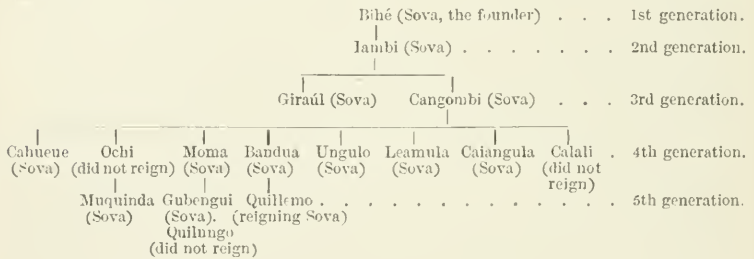 Bihé (Sova, the founder) . . . 1st generation.
Iambi (Sova) . . . . . . . 2nd generation.
Giraúl (Sova) Cangombi (Sova) . . . 3rd generation.
Cahueue Ochi Moma Bandua Ungulo Leamula Caiangula Calali . 4th generation.
(Sova) (did not reign) (Sova) (Sova) (Sova) (Sova) (Sova) (did not
reign)
Muquinda Gubengui Quillemo . . . . . . . . . . . . . 5th generation.
(Sova) (Sova). (reigning Sova)
Quilungo
(did not reign)